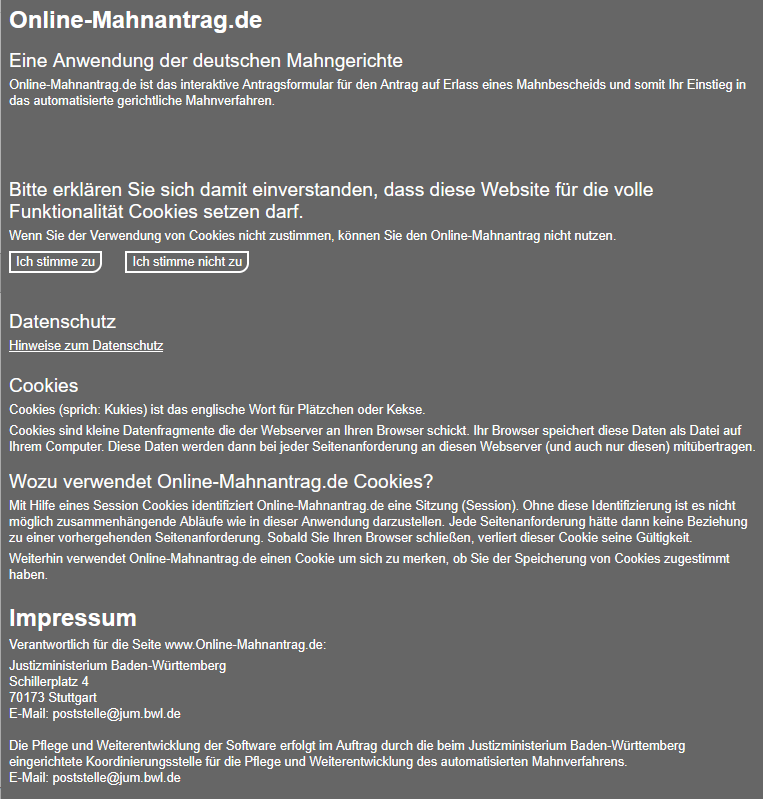 Online-Mahnantrag.de
Eine Anwendung der deutschen Mahngerichte
Online-Mahnantrag.de ist das interaktive Antragsformular für den Antrag auf Erlass eines Mahnbescheids und somit Ihr Einstieg in
das automatisierte gerichtliche Mahnverfahren.
Bitte erklären Sie sich damit einverstanden, dass diese Website für die volle
Funktionalität Cookies setzen darf.
Wenn Sie der Verwendung von Cookies nicht zustimmen, können Sie den Online-Mahnantrag nicht nutzen.
Ich stimme zu Ich stimme nicht zu
Datenschutz
Hinweise zum Datenschutz
Cookies
Cookies (sprich: Kukies) ist das englische Wort für Plätzchen oder Kekse.
Cookies sind kleine Datenfragmente die der Webserver an Ihren Browser schickt. Ihr Browser speichert diese Daten als Datei auf
Ihrem Computer. Diese Daten werden dann bei jeder Seitenanforderung an diesen Webserver (und auch nur diesen) mitübertragen.
Wozu verwendet Online-Mahnantrag.de Cookies?
Mit Hilfe eines Session Cookies identifiziert Online-Mahnantrag.de eine Sitzung (Session). Ohne diese Identifizierung ist es nicht
möglich zusammenhängende Abläufe wie in dieser Anwendung darzustellen. Jede Seitenanforderung hätte dann keine Beziehung
zu einer vorhergehenden Seitenanforderung. Sobald Sie Ihren Browser schließen, verliert dieser Cookie seine Gültigkeit.
Weiterhin verwendet Online-Mahnantrag.de einen Cookie um sich zu merken, ob Sie der Speicherung von Cookies zugestimmt
haben.
Impressum
Verantwortlich für die Seite www.Online-Mahnantrag.de:
Justizministerium Baden-Württemberg
Schillerplatz 4
70173 Stuttgart
E-Mail: poststelle@jum.bwl.de
Die Pflege und Weiterentwicklung der Software erfolgt im Auftrag durch die beim Justizministerium Baden-Württemberg
eingerichtete Koordinierungsstelle für die Pflege und Weiterentwicklung des automatisierten Mahnverfahrens.
E-Mail: poststelle@jum.bwl.de